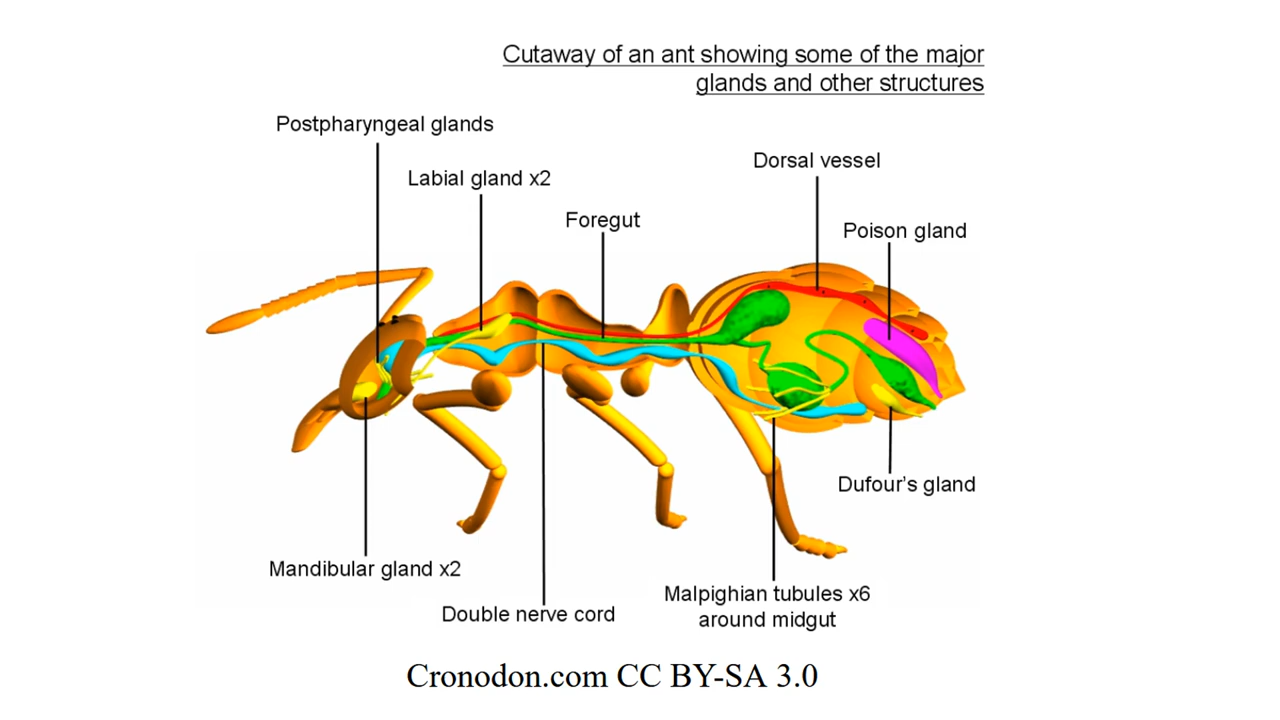 Cutaway of an ant showing some of the major
glands and other structures
Postpharyngeal glands
Dorsal vessel
Labial gland x2
Foregut
Poison gland
Dufour's gland
Mandibular gland x2
Malpighian tubules x6
around midgut
Double nerve cord
Cronodon.com CC BY-SA 3.0